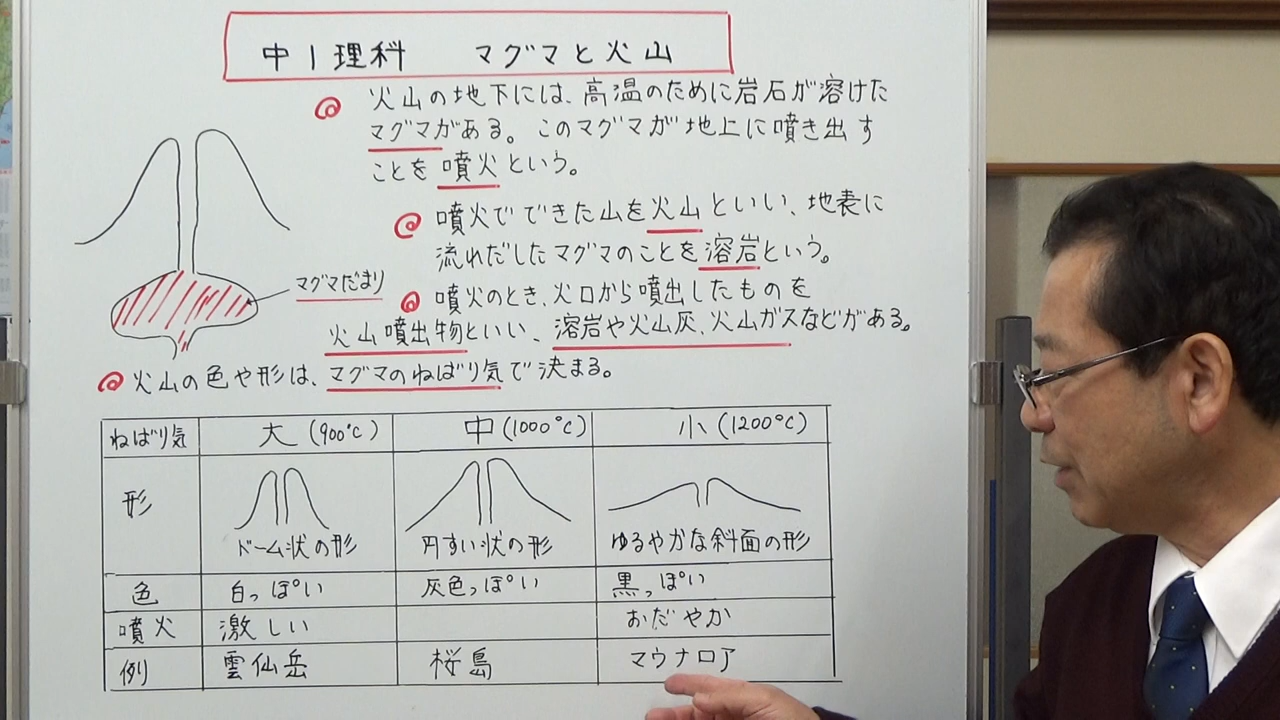 中1理科 マグマと火山
@ 火山の地下には、高温のために岩石が溶けた
マグマがある。このマグマが地上に噴き出す
ことを噴火という。
@ 噴火でできた山を火山といい、地表に
流れだしたマグマのことを溶岩という。
マグマだまり
@ 噴火のとき、火口から噴出したものを
火山噴出物といい、溶岩や火山灰、火山ガスなどがある。
@ 火山の色や形は、マグマのねばり気で決まる。
ねばり気 大(900℃) 中(1000℃) 小(1200℃)
形 ドーム状の形 円すい状の形 ゆるやかな斜面の形
色 白っぽい 灰色っぽい 黒っぽい
噴火 激しい おだやか
例 雲仙岳 桜島 マウナロア